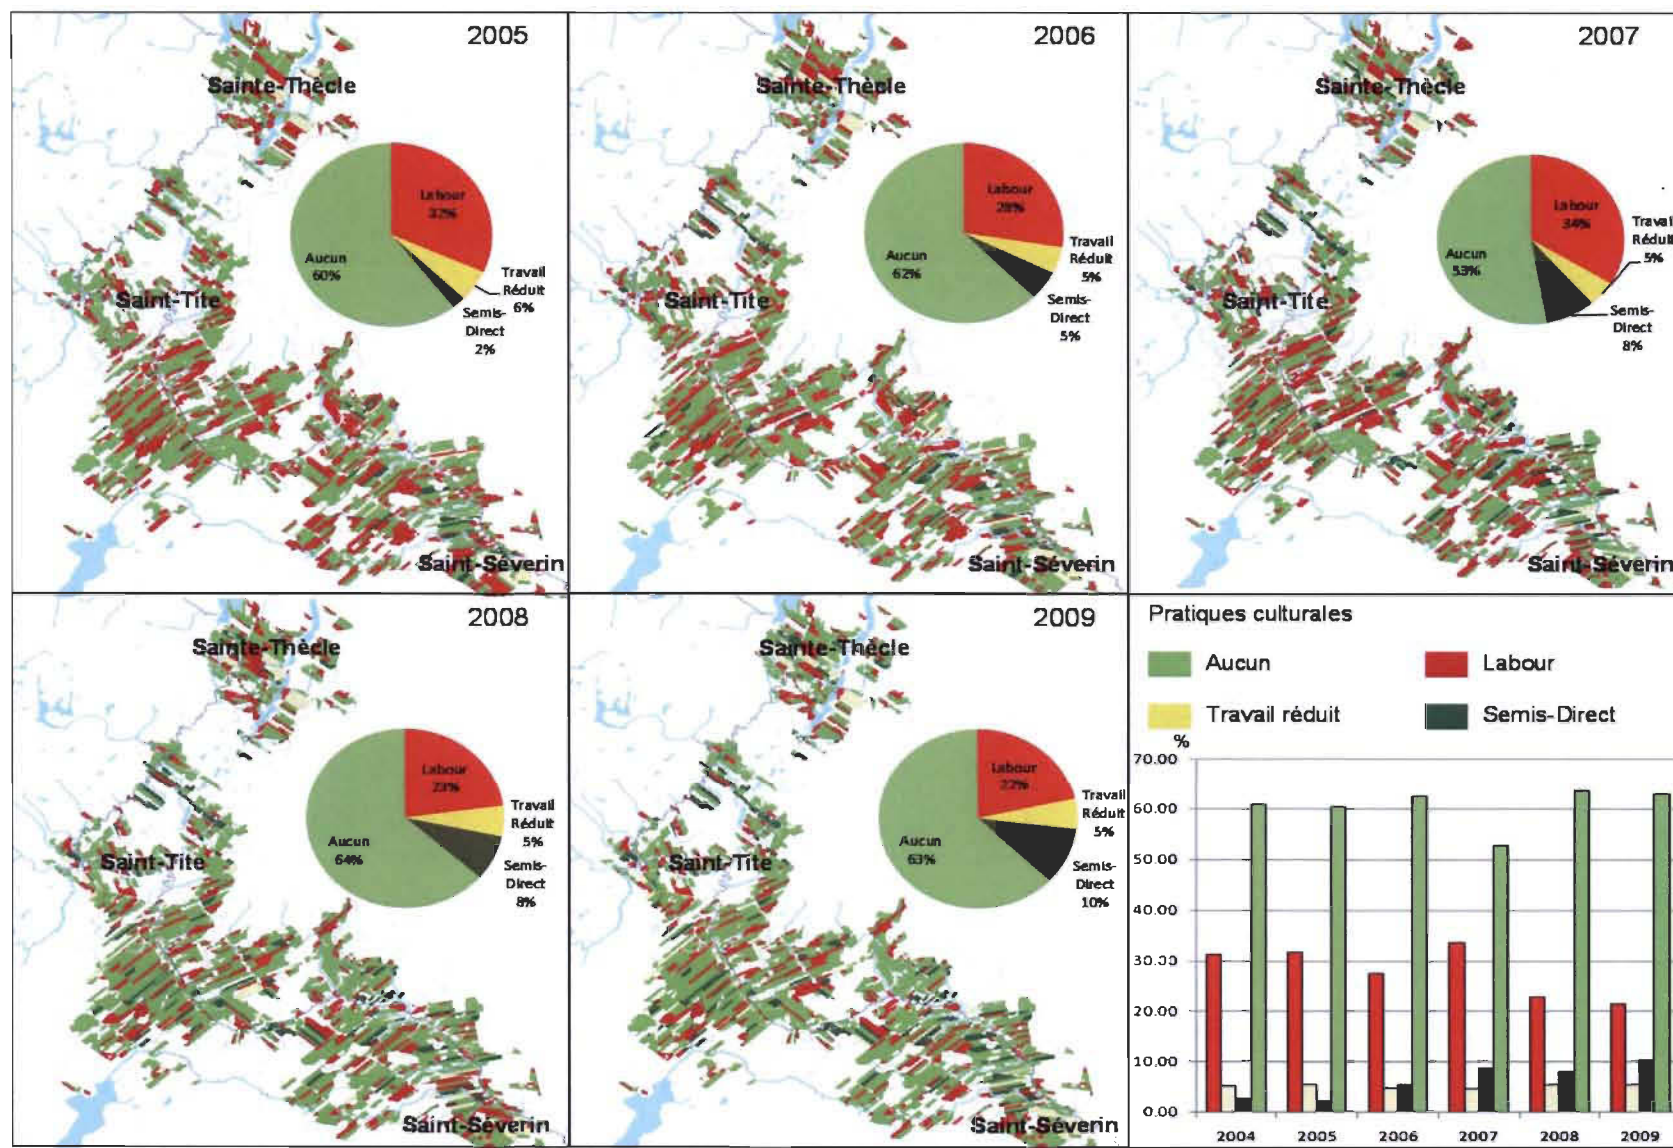 2005
Sainte-Thècle
Labour
32%
Aucun
60%
Travail
Réduit
6%
Semis-
Direct
2%
Saint-Tite
Saint-Séverin
2006
Sainte-Thècle
Labour
28%
Aucun
62%
Travail
Réduit
5%
Semis-
Direct
5%
Saint-Tite
Saint-Séverin
2007
Sainte-Thècle
Labour
34%
Aucun
53%
Travail
Réduit
5%
Semis-
Direct
8%
Saint-Tite
Saint-Séverin
2008
Sainte-Thècle
Labour
23%
Aucun
64%
Travail
Réduit
5%
Semis-
Direct
8%
Saint-Tite
Saint-Séverin
2009
Sainte-Thècle
Labour
22%
Aucun
63%
Travail
Réduit
5%
Semis-
Direct
10%
Saint-Tite
Saint-Séverin
Pratiques culturales
Aucun
Labour
Travail réduit
Semis-Direct
%
70.00
60.00
50.00
40.00
30.00
20.00
10.00
0.00
2004 2005 2006 2007 2008 2009